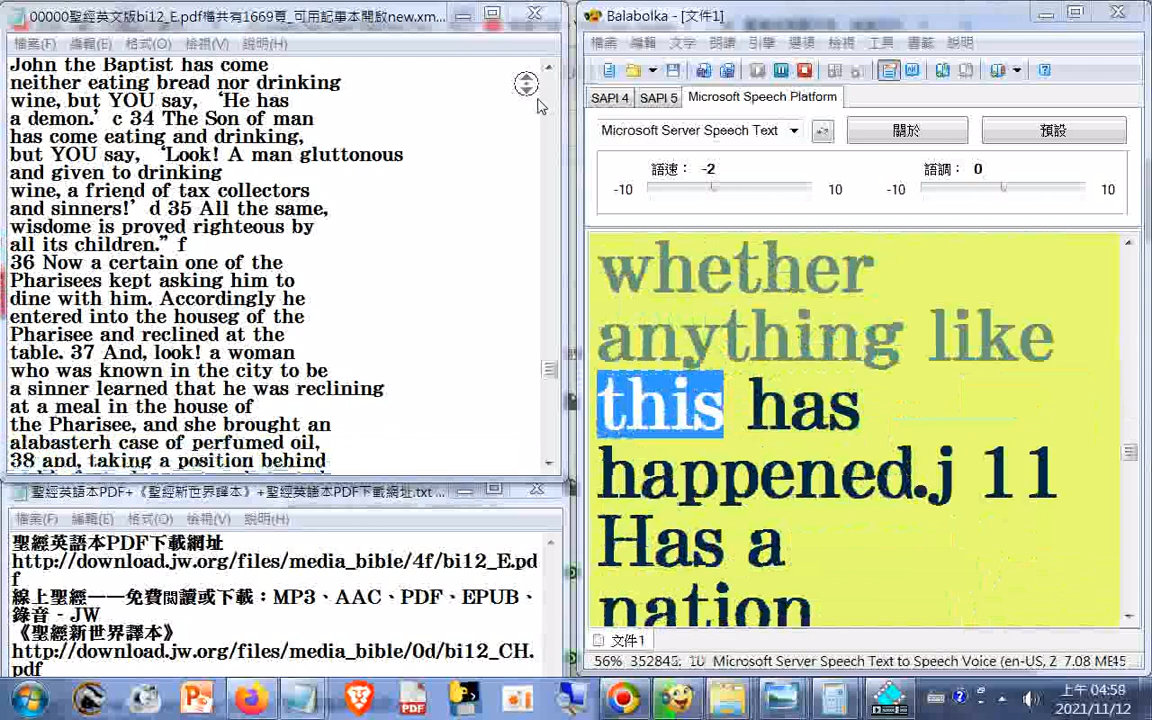 00000聖經英文版bi12_E.pdf檔共有1669頁_可用記事本開啟new.xm...
檔案(F) 編輯(E) 格式(O) 檢視(V) 說明(H)
John the Baptist has come
neither eating bread nor drinking
wine, but YOU say, ‘He has
a demon.’ c 34 The Son of man
has come eating and drinking,
but YOU say, ‘Look! A man gluttonous
and given to drinking
wine, a friend of tax collectors
and sinners!’ d 35 All the same,
wisdome is proved righteous by
all its children.” f
36 Now a certain one of the
Pharisees kept asking him to
dine with him. Accordingly he
entered into the houseg of the
Pharisee and reclined at the
table. 37 And, look! a woman
who was known in the city to be
a sinner learned that he was reclining
at a meal in the house of
the Pharisee, and she brought an
alabasterh case of perfumed oil,
38 and, taking a position behind
聖經英語本PDF+《聖經新世界譯本》+聖經英語本PDF下載網址.txt ...
檔案(F) 編輯(E) 格式(O) 檢視(V) 說明(H)
聖經英語本PDF下載網址
http://download.jw.org/files/media_bible/4f/bi12_E.pd
f
線上聖經——免費閱讀或下載：MP3、AAC、PDF、EPUB、
錄音 - JW
《聖經新世界譯本》
http://download.jw.org/files/media_bible/0d/bi12_CH.
pdf
Balabolka - [文件1]
檔案 編輯 文字 朗讀 引擎 選項 檢視 工具 書籤 說明
SAPI 4 SAPI 5 Microsoft Speech Platform
Microsoft Server Speech Text 關於 預設
語速： -2 語調： 0
-10 10 -10 10
whether
anything like
this has
happened.j 11
Has a
nation
文件1
56% Microsoft Server Speech Text to Speech Voice (en-US, Z 7.08 ME
上午 04:58
2021/11/12